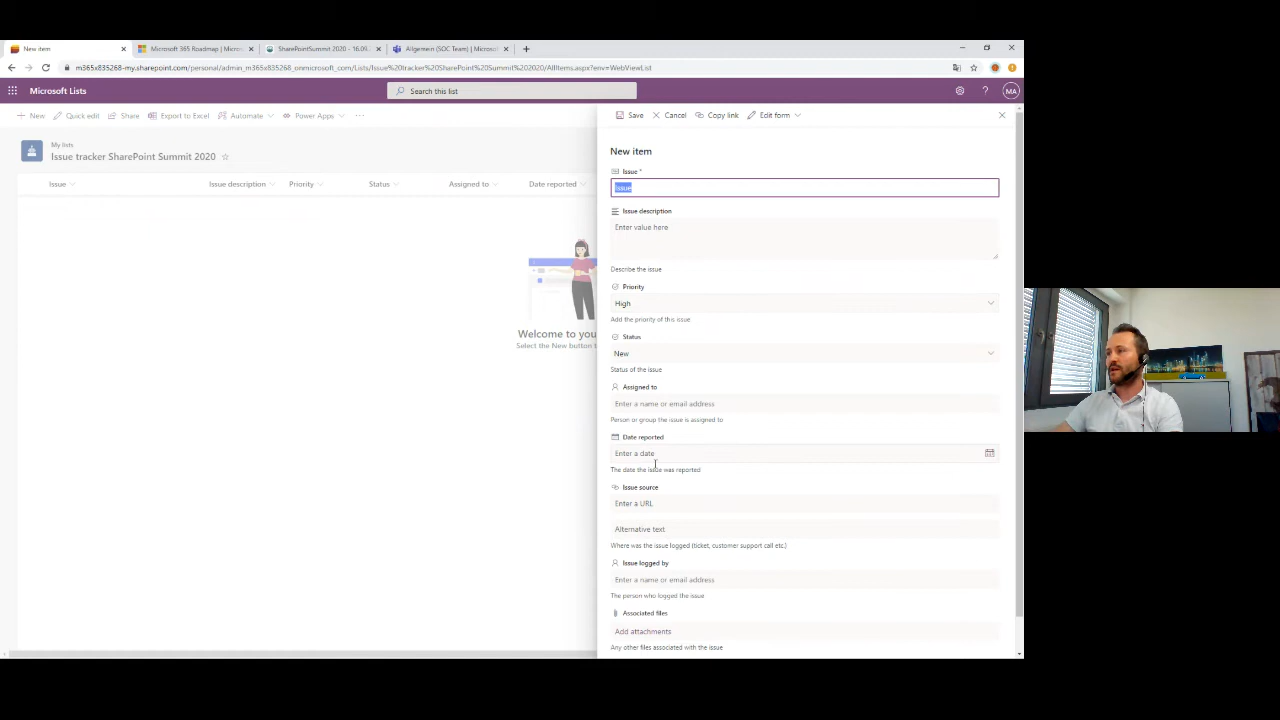 New item
Microsoft 365 Roadmap | Micros
SharePointSummit 2020 - 16.09.
Allgemein (SOC Team) | Microsof
m365x835268-my.sharepoint.com/personal/admin_m365x835268_onmicrosoft_com/Lists/Issue%20tracker%20SharePoint%20Summit%202020/AllItems.aspx?env=WebViewList
Microsoft Lists
Search this list
MA
New
Quick edit
Share
Export to Excel
Automate
Power Apps
Save
Cancel
Copy link
Edit form
My lists
Issue tracker SharePoint Summit 2020
Issue
Issue description
Priority
Status
Assigned to
Date reported
Welcome to you
Select the New button t
New item
Issue *
Issue
Issue description
Enter value here
Describe the issue
Priority
High
Add the priority of this issue
Status
New
Status of the issue
Assigned to
Enter a name or email address
Person or group the issue is assigned to
Date reported
Enter a date
The date the issue was reported
Issue source
Enter a URL
Alternative text
Where was the issue logged (ticket, customer support call etc.)
Issue logged by
Enter a name or email address
The person who logged the issue
Associated files
Add attachments
Any other files associated with the issue